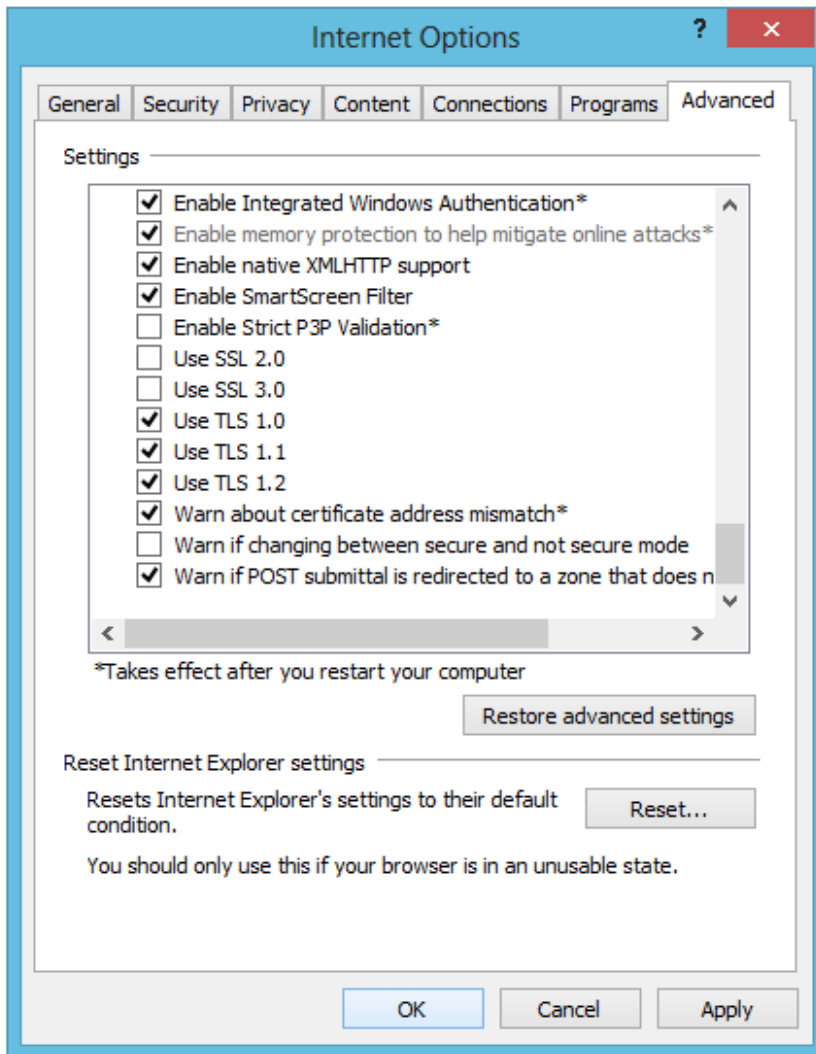 Internet Options
?
General Security Privacy Content Connections Programs Advanced
Settings
Enable Integrated Windows Authentication*
Enable memory protection to help mitigate online attacks*
Enable native XMLHTTP support
Enable SmartScreen Filter
Enable Strict P3P Validation*
Use SSL 2.0
Use SSL 3.0
Use TLS 1.0
Use TLS 1.1
Use TLS 1.2
Warn about certificate address mismatch*
Warn if changing between secure and not secure mode
Warn if POST submittal is redirected to a zone that does n
*Takes effect after you restart your computer
Restore advanced settings
Reset Internet Explorer settings
Resets Internet Explorer's settings to their default
condition.
Reset...
You should only use this if your browser is in an unusable state.
OK Cancel Apply